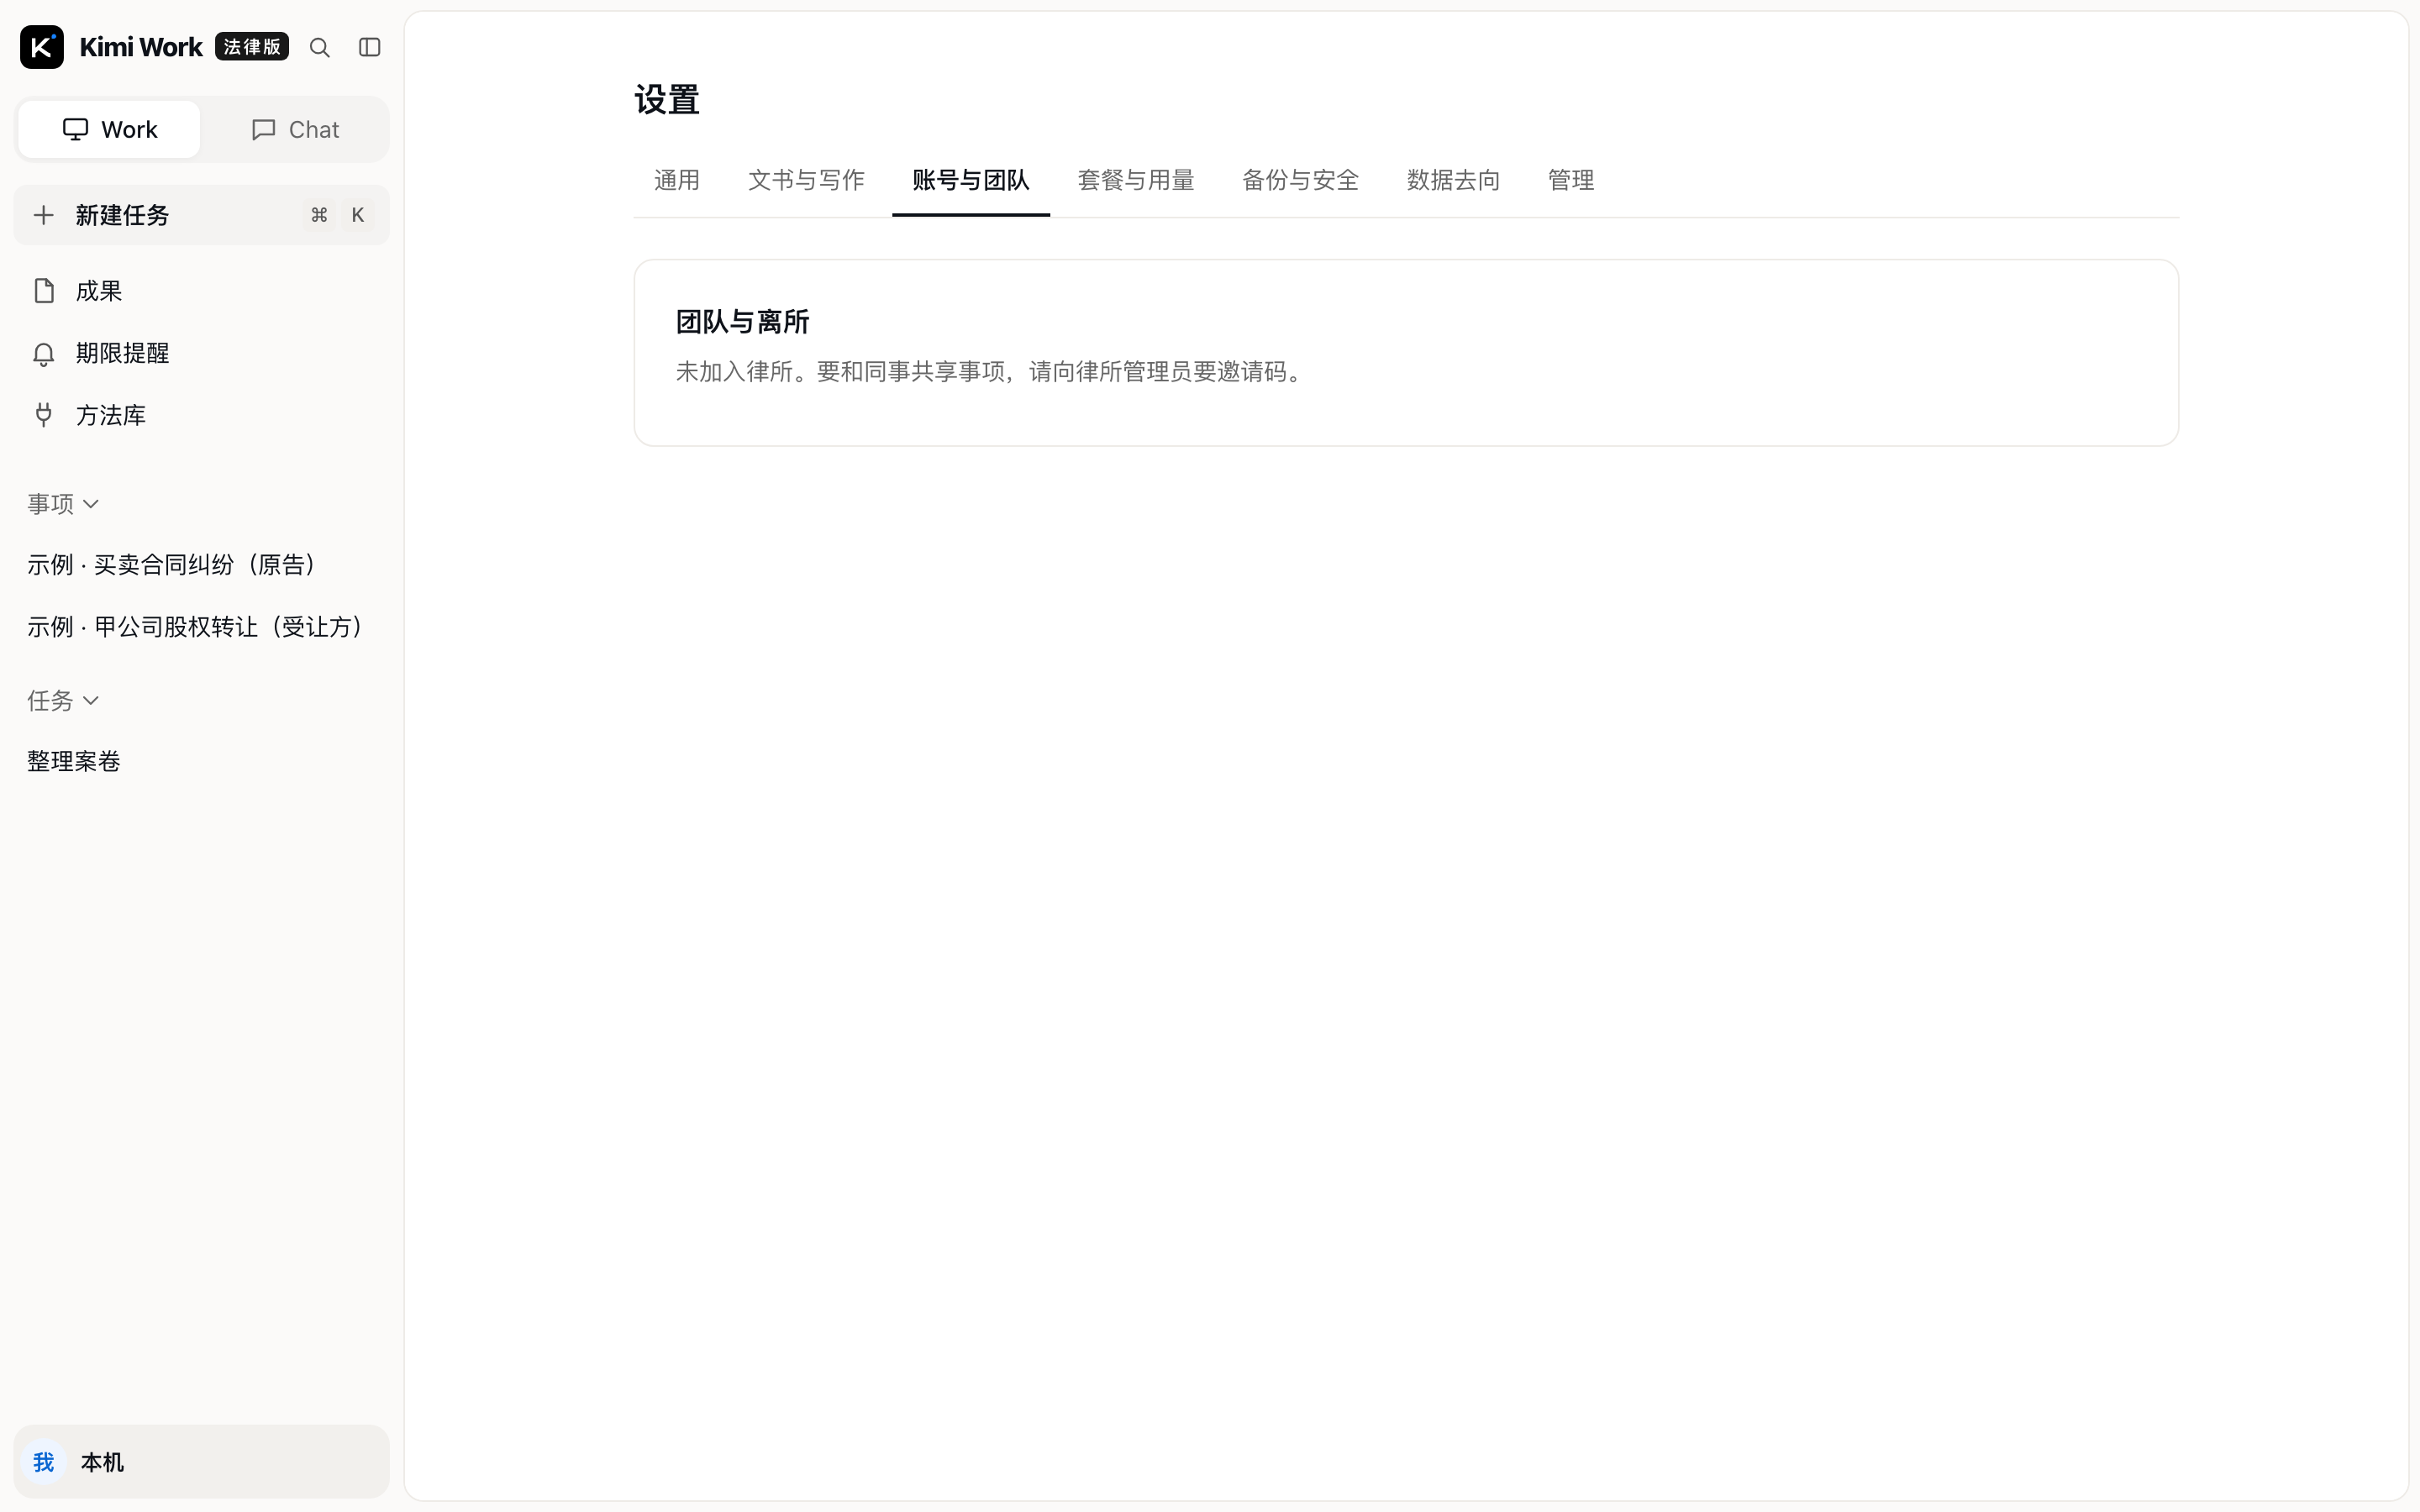 Kimi Work 法律版
Work Chat
新建任务 ⌘ K
成果
期限提醒
方法库
事项
示例 · 买卖合同纠纷（原告）
示例 · 甲公司股权转让（受让方）
任务
整理案卷
我 本机
设置
通用 文书与写作 账号与团队 套餐与用量 备份与安全 数据去向 管理
团队与离所
未加入律所。要和同事共享事项，请向律所管理员要邀请码。